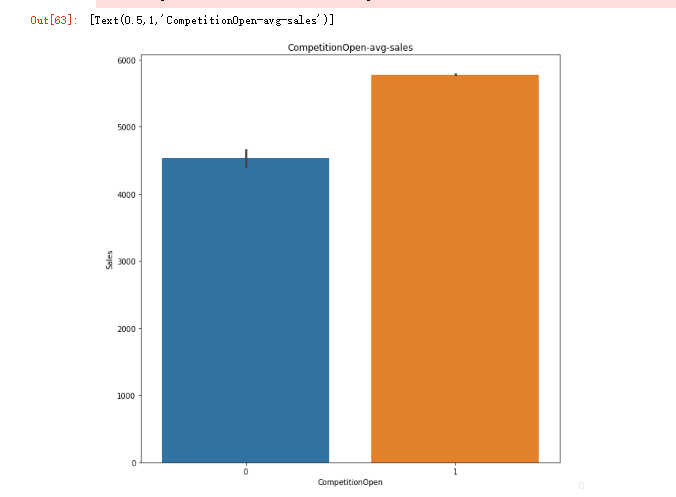 Out[63]: [Text(0.5,1,'CompetitionOpen-avg-sales')]
CompetitionOpen-avg-sales
6000
5000
4000
3000
2000
1000
0
Sales
0 1
CompetitionOpen
8